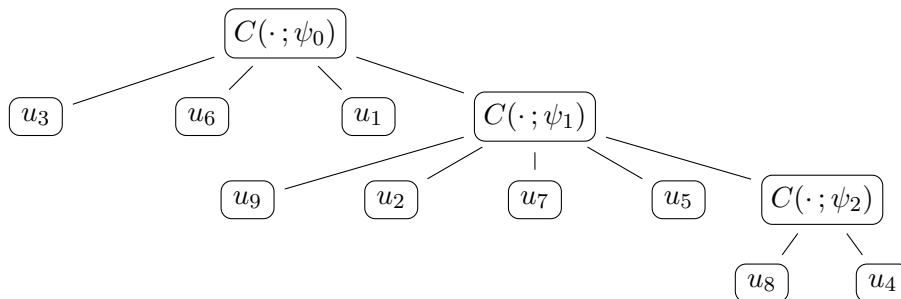 C(· ; ψ₀)
u₃ u₆ u₁ C(· ; ψ₁)
u₉ u₂ u₇ u₅ C(· ; ψ₂)
u₈ u₄